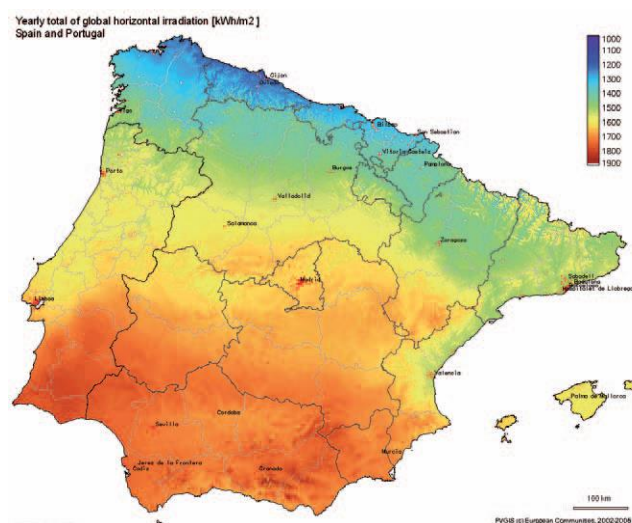 Yearly total of global horizontal irradiation [kWh/m2 ]
Spain and Portugal
1000
1100
1200
1300
1400
1500
1600
1700
1800
1900
Gijon
Oviedo
Bilbao
San Sebastian
Vitoria-Gasteiz
Pamplona
Burgos
Porto
Valladolid
Salamanca
Zaragoza
Sabadell
Madrid
Lisboa
Valencia
Palma de Mallorca
Cordoba
Sevilla
Murcia
Jerez de la Frontera
Cadiz
Granada
100 km
PVGIS (c) European Communities, 2002-2006